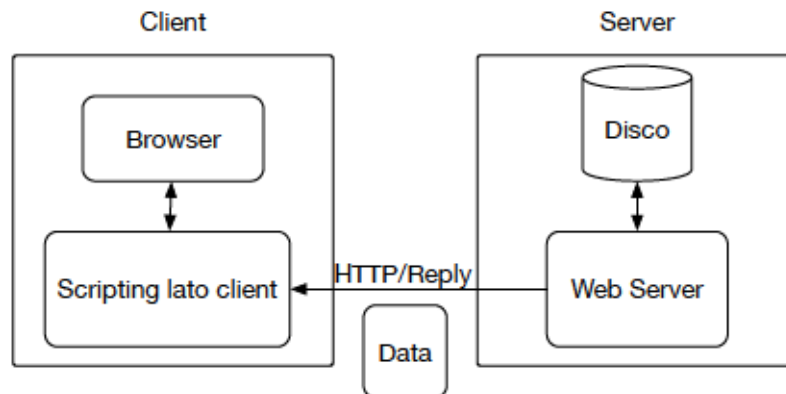 Client
Server
Browser
Disco
Scripting lato client
HTTP/Reply
Web Server
Data